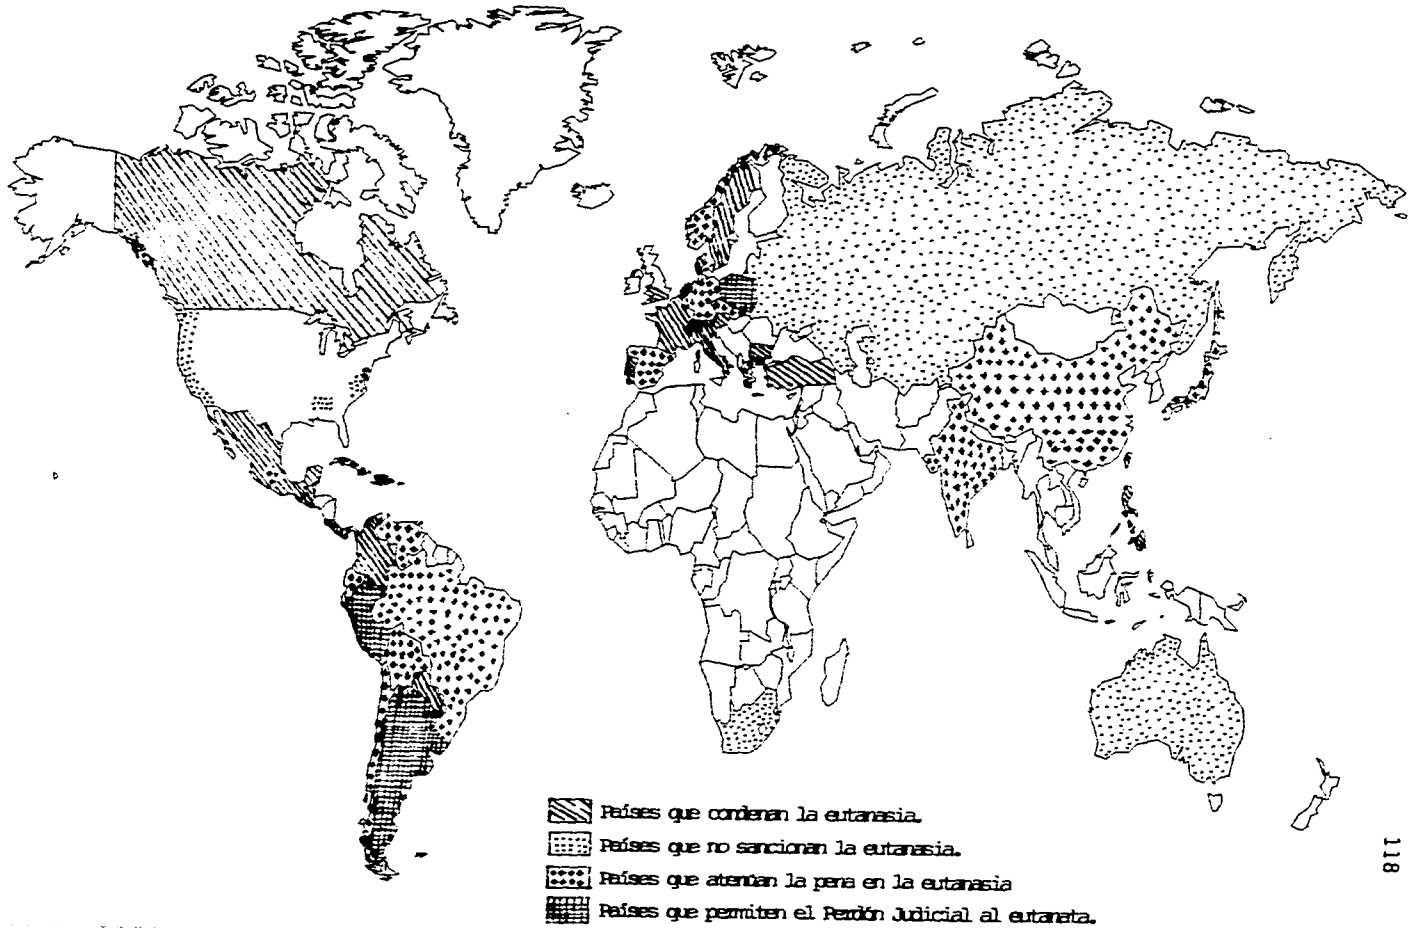 Países que condenan la eutanasia.
Países que no sancionan la eutanasia.
Países que atenúan la pena en la eutanasia
Países que permiten el Perdón Judicial al eutanata.
118